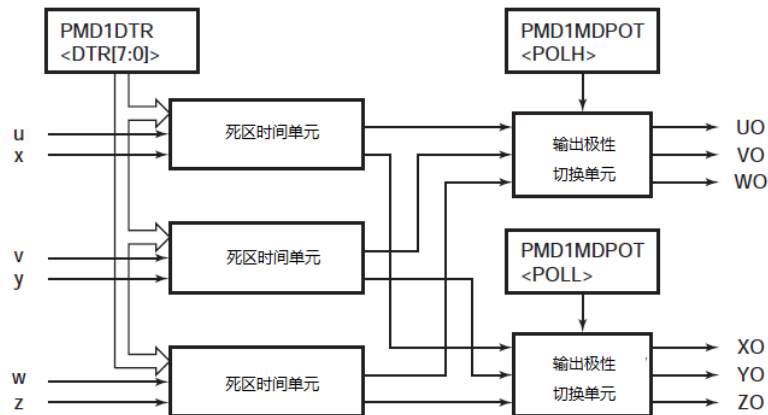 PMD1DTR
<DTR[7:0]>
PMD1MDPOT
<POLH>
u
x
死区时间单元
输出极性
切换单元
UO
VO
WO
v
y
死区时间单元
PMD1MDPOT
<POLL>
w
z
死区时间单元
输出极性
切换单元
XO
YO
ZO